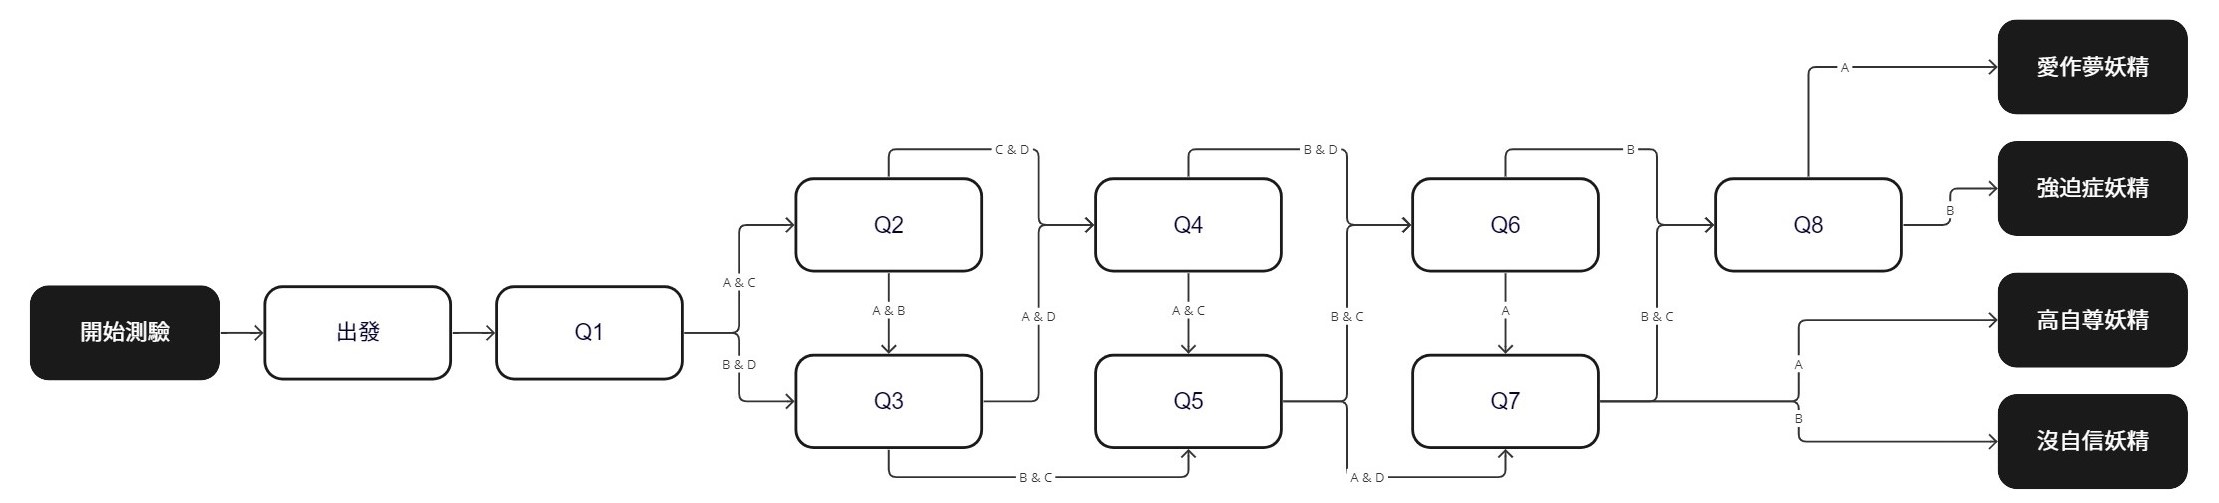 開始測驗
出發
Q1
A & C
B & D
Q2
C & D
A & B
Q3
A & D
B & C
Q4
B & D
A & C
Q5
B & C
A & D
Q6
B
A
Q7
B & C
A
B
Q8
A
B
愛作夢妖精
強迫症妖精
高自尊妖精
沒自信妖精